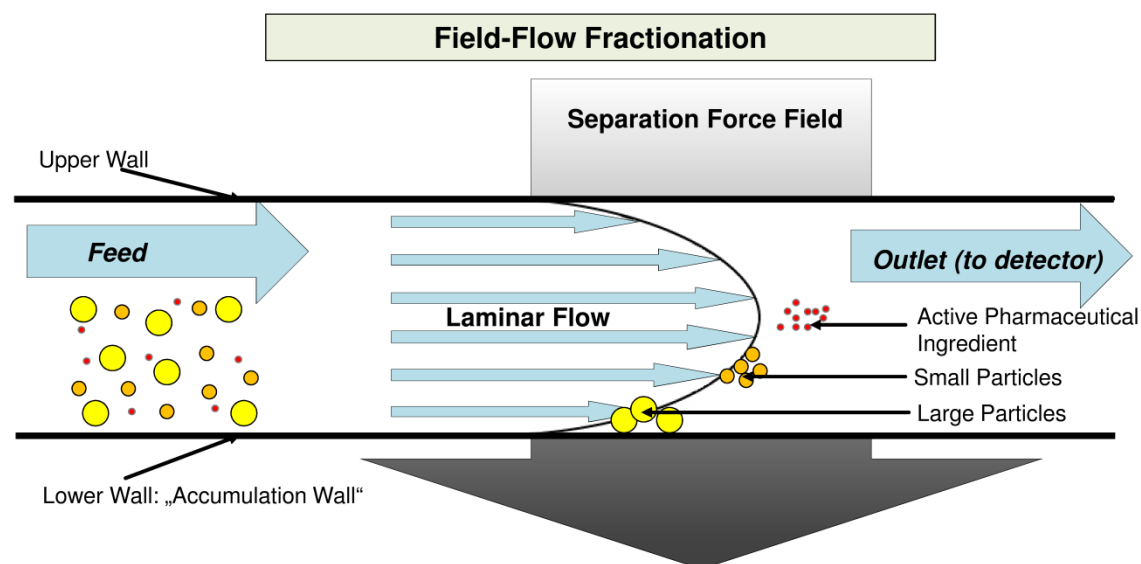 Field-Flow Fractionation
Separation Force Field
Upper Wall
Feed
Outlet (to detector)
Laminar Flow
Active Pharmaceutical
Ingredient
Small Particles
Large Particles
Lower Wall: „Accumulation Wall“